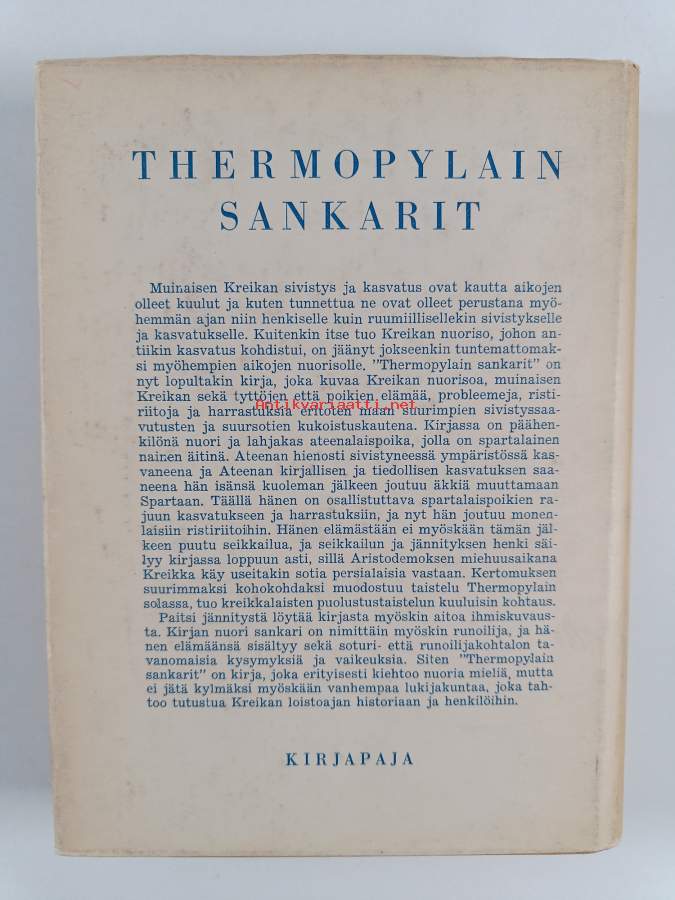 THERMOPYLAIN
SANKARIT
Muinaisen Kreikan sivistys ja kasvatus ovat kautta aikojen
olleet kuulut ja kuten tunnettua ne ovat olleet perustana myö-
hemmän ajan niin henkiselle kuin ruumiillisellekin sivistykselle
ja kasvatukselle. Kuitenkin itse tuo Kreikan nuoriso, johon an-
tiikin kasvatus kohdistui, on jäänyt jokseenkin tuntemattomak-
si myöhempien aikojen nuorisolle. "Thermopylain sankarit" on
nyt lopultakin kirja, joka kuvaa Kreikan nuorisoa, muinaisen
Kreikan sekä tyttöjen että poikien elämää, probleemeja, risti-
riitoja ja harrastuksia eritoten maan suurimpien sivistyssaa-
Antikvariaatti.net
vutusten ja suursotien kukoistuskautena. Kirjassa on päähen-
kilönä nuori ja lahjakas ateenalaispoika, jolla on spartalainen
nainen äitinä. Ateenan hienosti sivistyneessä ympäristössä kas-
vaneena ja Ateenan kirjallisen ja tiedollisen kasvatuksen saa-
neena hän isänsä kuoleman jälkeen joutuu äkkiä muuttamaan
Spartaan. Täällä hänen on osallistuttava spartalaispoikien ra-
juun kasvatukseen ja harrastuksiin, ja nyt hän joutuu monen-
laisiin ristiriitoihin. Hänen elämästään ei myöskään tämän jäl-
keen puutu seikkailua, ja seikkailun ja jännityksen henki säi-
lyy kirjassa loppuun asti, sillä Aristodemoksen miehuusaikana
Kreikka käy useitakin sotia persialaisia vastaan. Kertomuksen
suurimmaksi kohokohdaksi muodostuu taistelu Thermopylain
solassa, tuo kreikkalaisten puolustustaistelun kuuluisin kohtaus.
Paitsi jännitystä löytää kirjasta myöskin aitoa ihmiskuvaus-
ta. Kirjan nuori sankari on nimittäin myöskin runoilija, ja hä-
nen elämäänsä sisältyy sekä soturi- että runoilijakohtalon ta-
vanomaisia kysymyksiä ja vaikeuksia. Siten "Thermopylain
sankarit" on kirja, joka erityisesti kiehtoo nuoria mieliä, mutta
ei jätä kylmäksi myöskään vanhempaa lukijakuntaa, joka tah-
too tutustua Kreikan loistoajan historiaan ja henkilöihin.
KIRJAPAJA